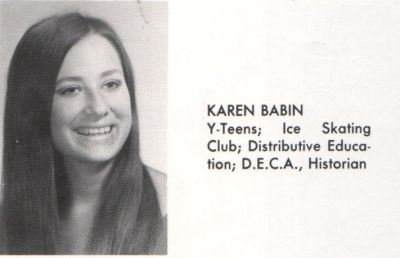 KAREN BABIN
Y-Teens; Ice Skating
Club; Distributive Educa-
tion; D.E.C.A., Historian